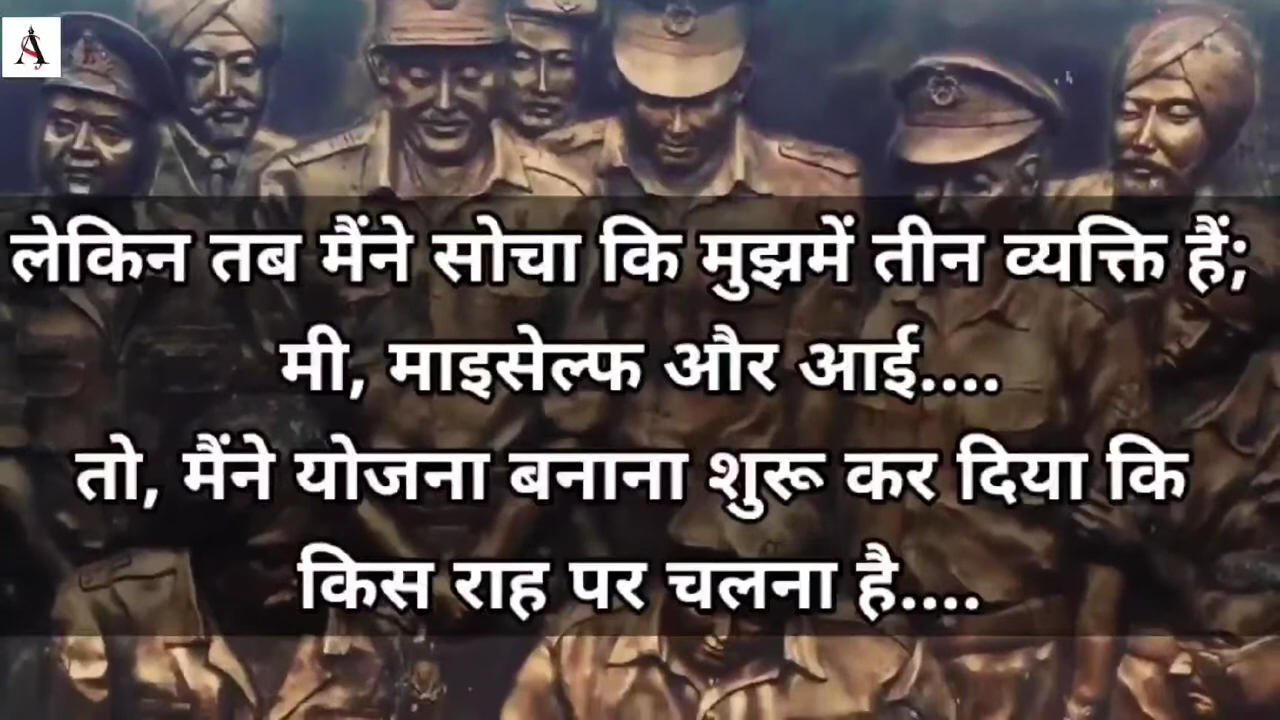 लेकिन तब मैंने सोचा कि मुझमें तीन व्यक्ति हैं;
मी, माइसेल्फ और आई....
तो, मैंने योजना बनाना शुरू कर दिया कि
किस राह पर चलना है....